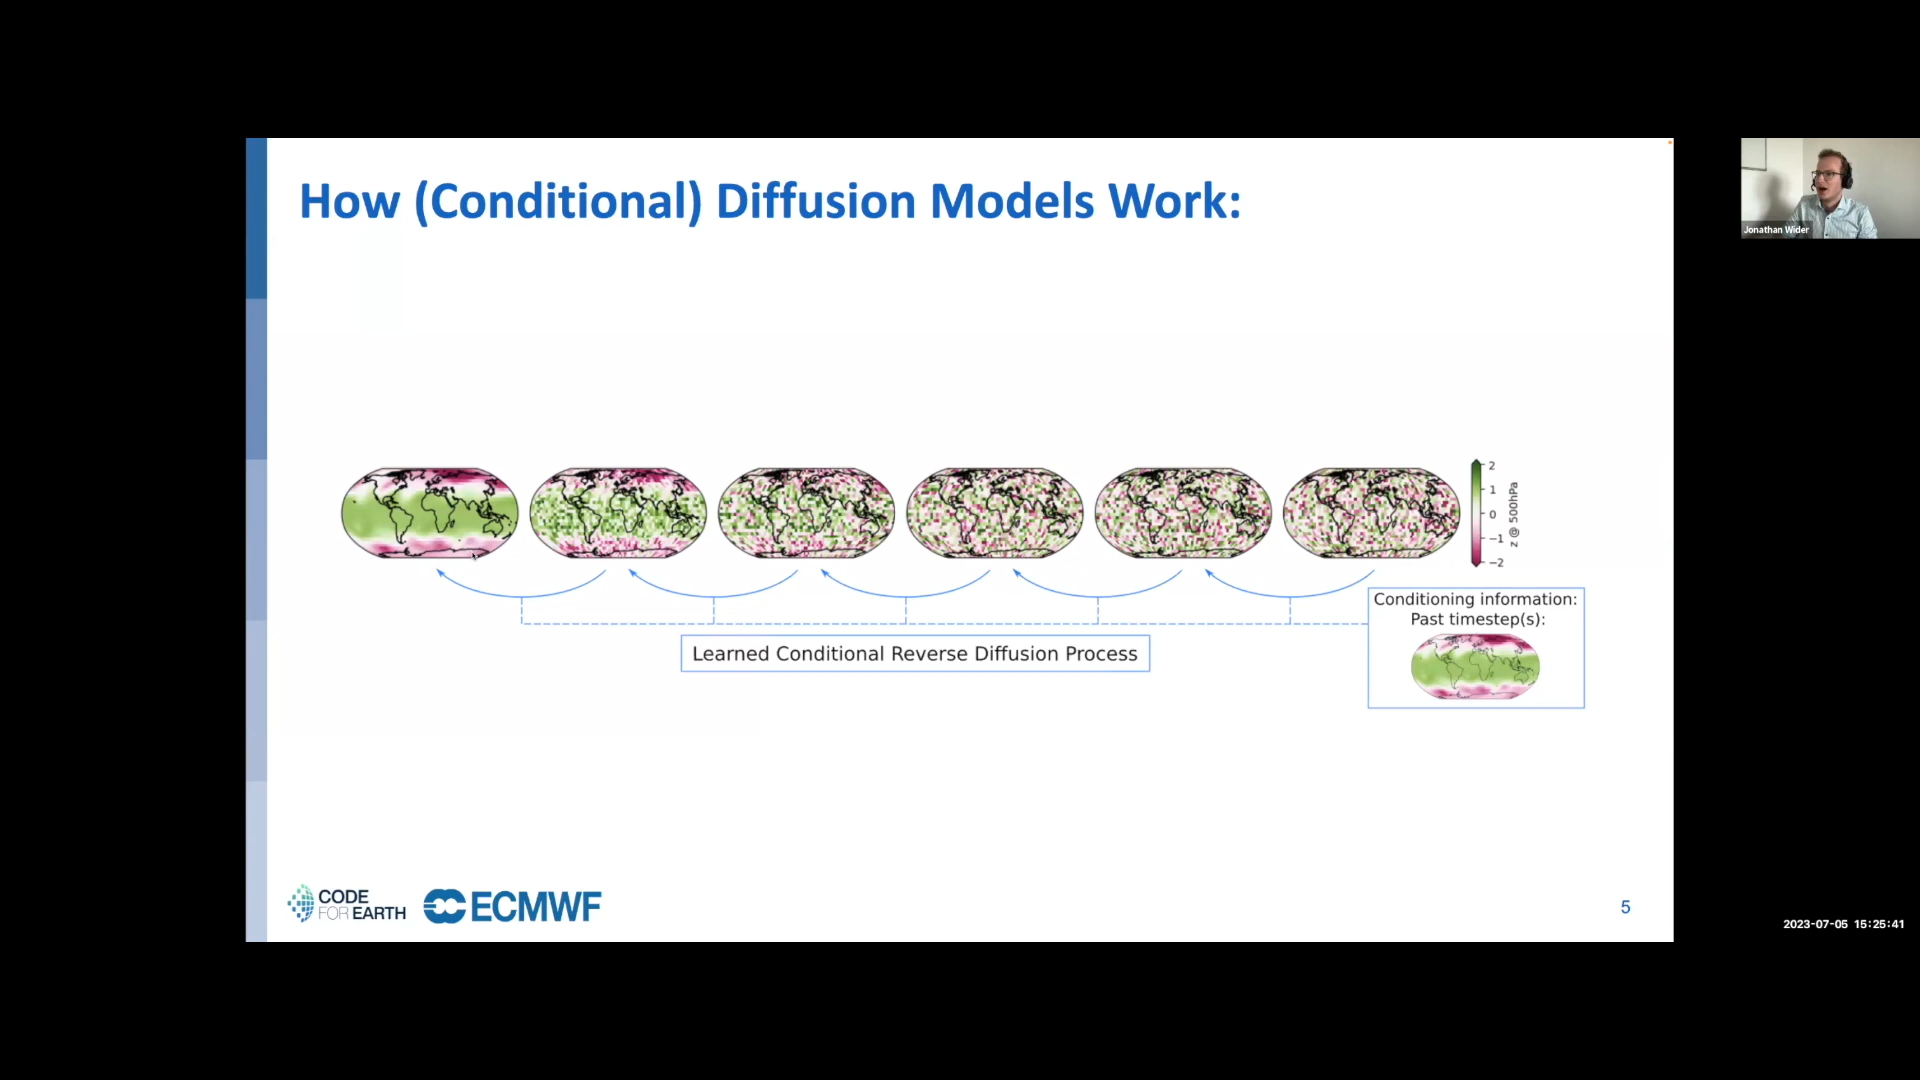 How (Conditional) Diffusion Models Work:
Jonathan Wider
2
1
0
−1
−2
z @ 500hPa
Conditioning information:
Past timestep(s):
Learned Conditional Reverse Diffusion Process
CODE
FOR EARTH
ECMWF
5
2023-07-05 15:25:41